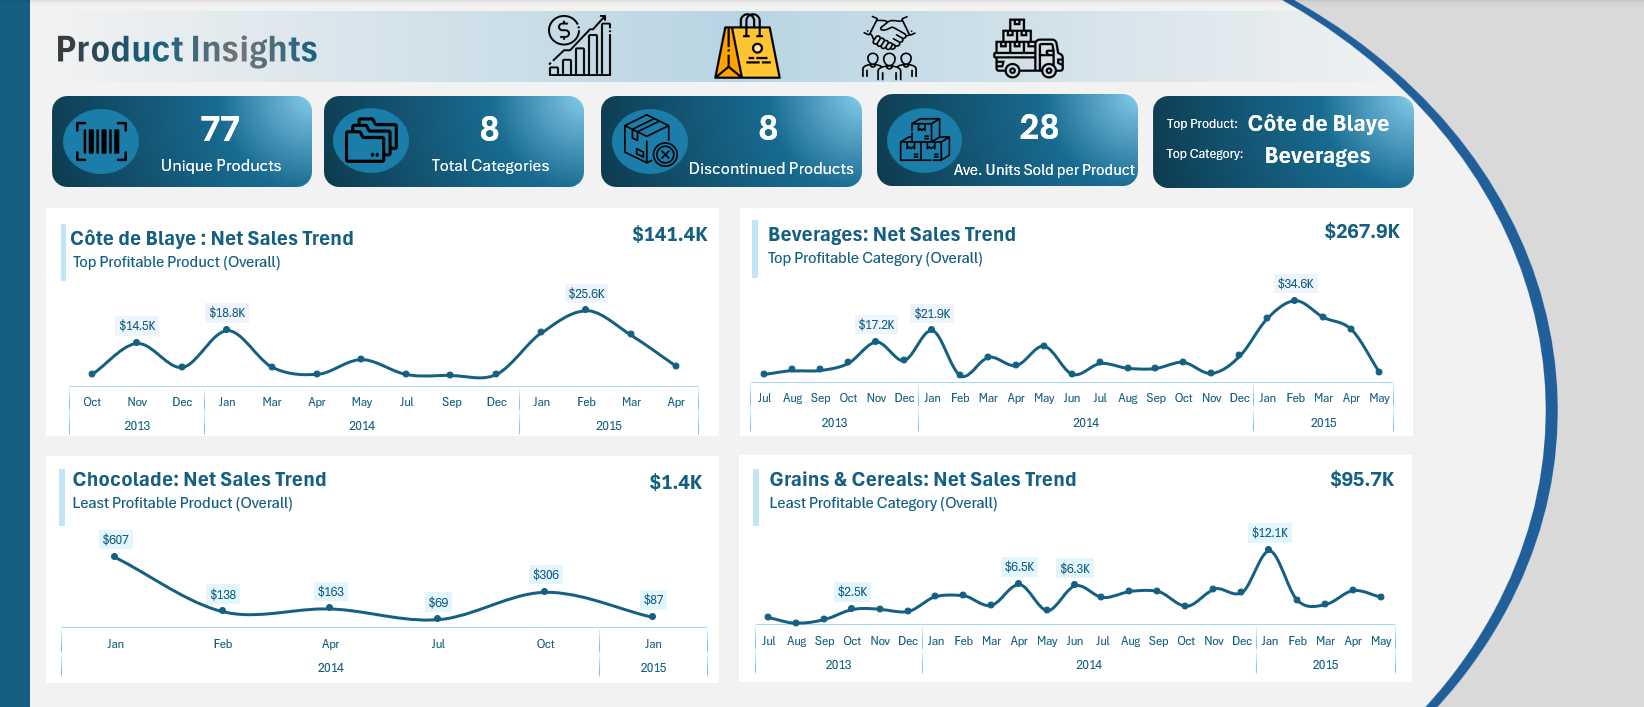 Product Insights
77
Unique Products
8
Total Categories
8
Discontinued Products
28
Ave. Units Sold per Product
Top Product: Côte de Blaye
Top Category: Beverages
Côte de Blaye : Net Sales Trend
$141.4K
Top Profitable Product (Overall)
$14.5K
$18.8K
$25.6K
Oct Nov Dec Jan Mar Apr May Jul Sep Dec Jan Feb Mar Apr
2013 2014 2015
Beverages: Net Sales Trend
$267.9K
Top Profitable Category (Overall)
$17.2K
$21.9K
$34.6K
Jul Aug Sep Oct Nov Dec Jan Feb Mar Apr May Jun Jul Aug Sep Oct Nov Dec Jan Feb Mar Apr May
2013 2014 2015
Chocolade: Net Sales Trend
$1.4K
Least Profitable Product (Overall)
$607
$138
$163
$69
$306
$87
Jan Feb Apr Jul Oct Jan
2014 2015
Grains & Cereals: Net Sales Trend
$95.7K
Least Profitable Category (Overall)
$2.5K
$6.5K
$6.3K
$12.1K
Jul Aug Sep Oct Nov Dec Jan Feb Mar Apr May Jun Jul Aug Sep Oct Nov Dec Jan Feb Mar Apr May
2013 2014 2015